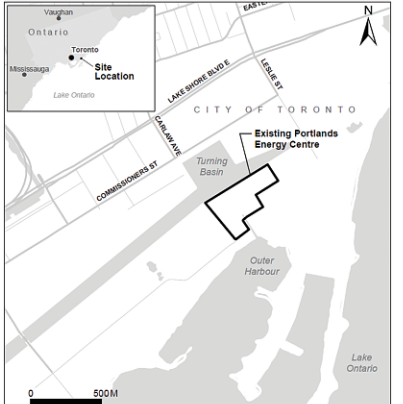 Vaughan
Ontario
Toronto
Mississauga
Site
Location
Lake Ontario
EASTE
N
LAKE SHORE BLVD E
LESLIE ST
CITY OF TORONTO
CARLAW AVE
Existing Portlands
Energy Centre
Turning
Basin
COMMISSIONERS ST
Outer
Harbour
Lake
Ontario
0 500M